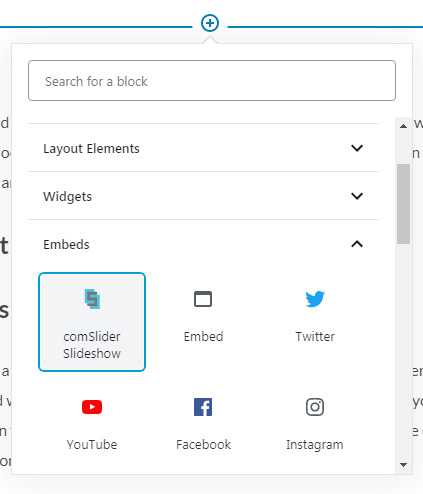 Search for a block
Layout Elements
Widgets
Embeds
comSlider
Slideshow
Embed
Twitter
YouTube
Facebook
Instagram